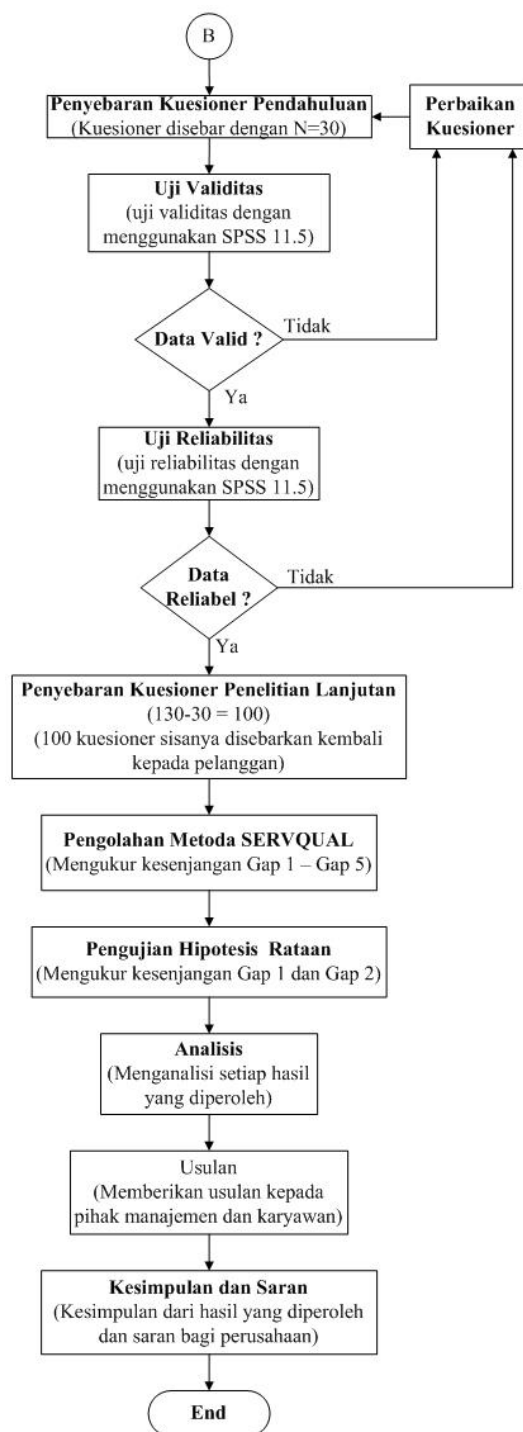 B
Penyebaran Kuesioner Pendahuluan
(Kuesioner disebar dengan N=30)
Perbaikan
Kuesioner
Uji Validitas
(uji validitas dengan
menggunakan SPSS 11.5)
Data Valid ?
Tidak
Ya
Uji Reliabilitas
(uji reliabilitas dengan
menggunakan SPSS 11.5)
Data
Reliabel ?
Tidak
Ya
Penyebaran Kuesioner Penelitian Lanjutan
(130-30 = 100)
(100 kuesioner sisanya disebarkan kembali
kepada pelanggan)
Pengolahan Metoda SERVQUAL
(Mengukur kesenjangan Gap 1 – Gap 5)
Pengujian Hipotesis Rataan
(Mengukur kesenjangan Gap 1 dan Gap 2)
Analisis
(Menganalisi setiap hasil
yang diperoleh)
Usulan
(Memberikan usulan kepada
pihak manajemen dan karyawan)
Kesimpulan dan Saran
(Kesimpulan dari hasil yang diperoleh
dan saran bagi perusahaan)
End